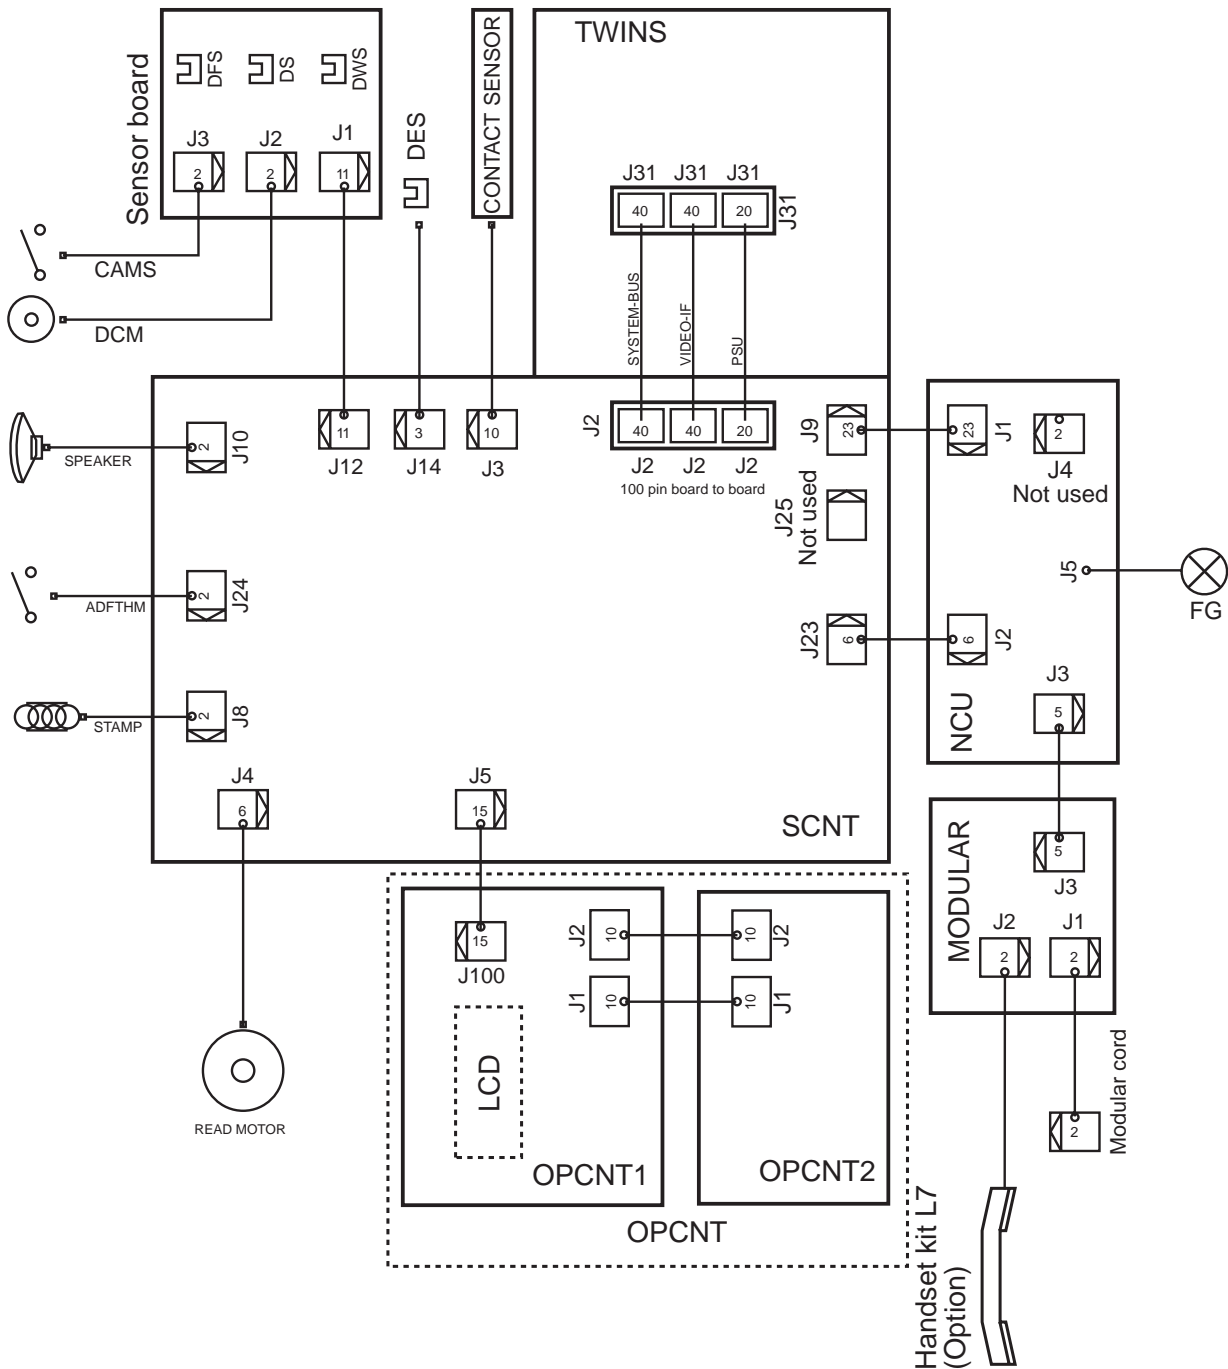 TWINS
Sensor board
DFS
DS
DWS
J3
J2
J1
2
2
11
DES
CONTACT SENSOR
J31
J31
J31
40
40
20
J31
CAMS
DCM
SYSTEM-BUS
VIDEO-IF
PSU
SPEAKER
2
J10
11
J12
3
J14
10
J3
J2
40
40
20
J2
J2
J2
100 pin board to board
J9
23
23
J1
2
J4
Not used
J25
Not used
J5
FG
ADFTHM
2
J24
J23
6
6
J2
STAMP
2
J8
J3
5
NCU
J4
6
J5
15
SCNT
MODULAR
5
J3
J2
2
J1
2
15
J100
J2
10
10
J2
J1
10
10
J1
LCD
READ MOTOR
OPCNT1
OPCNT2
OPCNT
2
Modular cord
Handset kit L7
(Option)